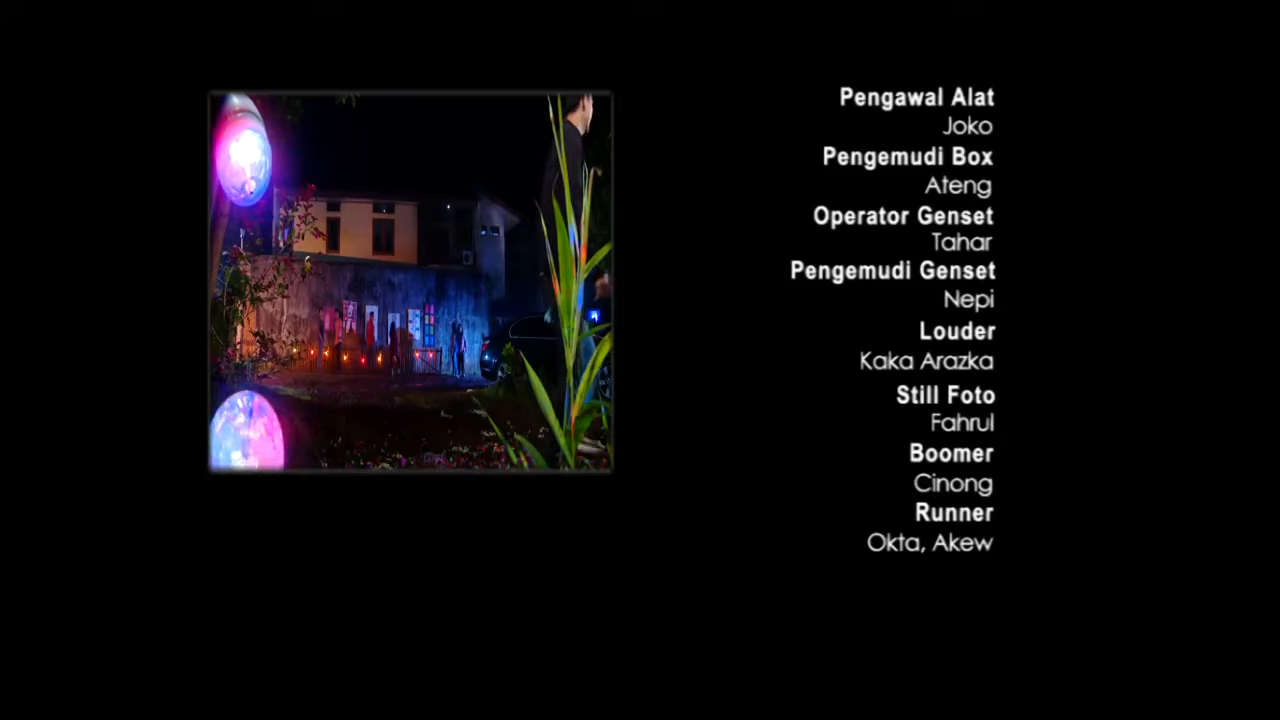 Pengawal Alat
Joko
Pengemudi Box
Ateng
Operator Genset
Tahar
Pengemudi Genset
Nepi
Louder
Kaka Arazka
Still Foto
Fahrul
Boomer
Cinong
Runner
Okta, Akew